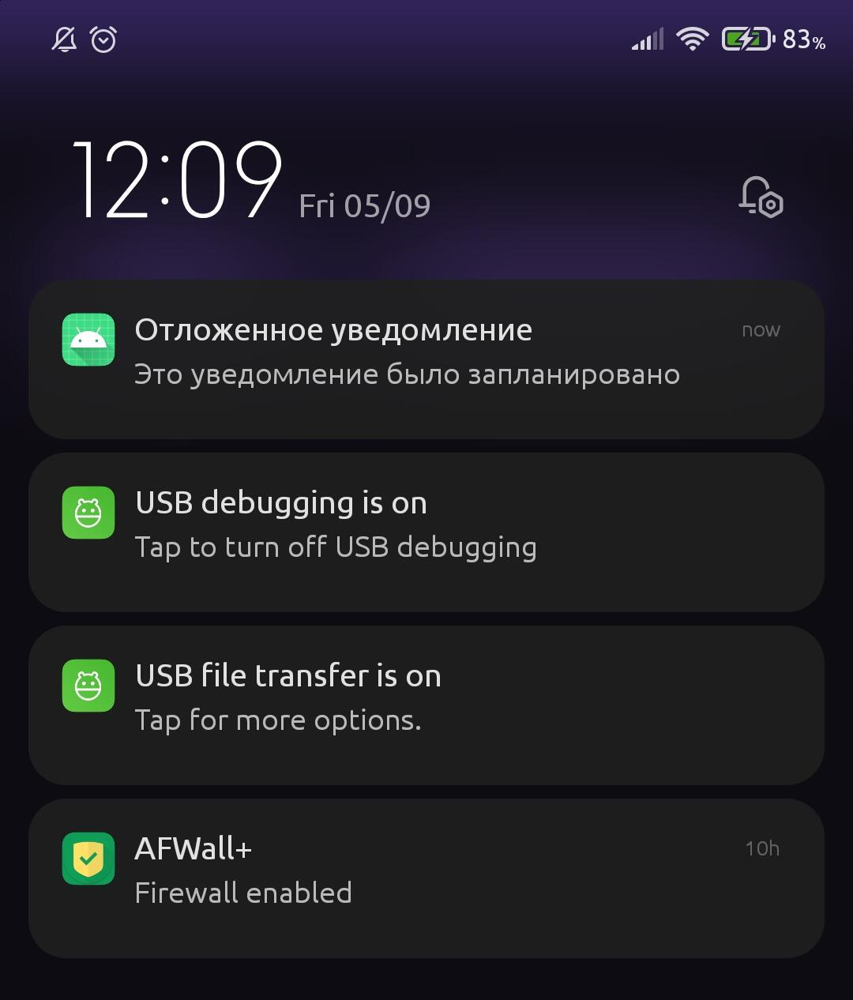 83%
12:09 Fri 05/09
Отложенное уведомление now
Это уведомление было запланировано
USB debugging is on
Tap to turn off USB debugging
USB file transfer is on
Tap for more options.
AFWall+ 10h
Firewall enabled